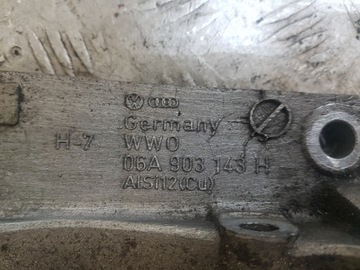 Germany
H-7 WWO
06A 903 143 H
AlSi12(Cu)